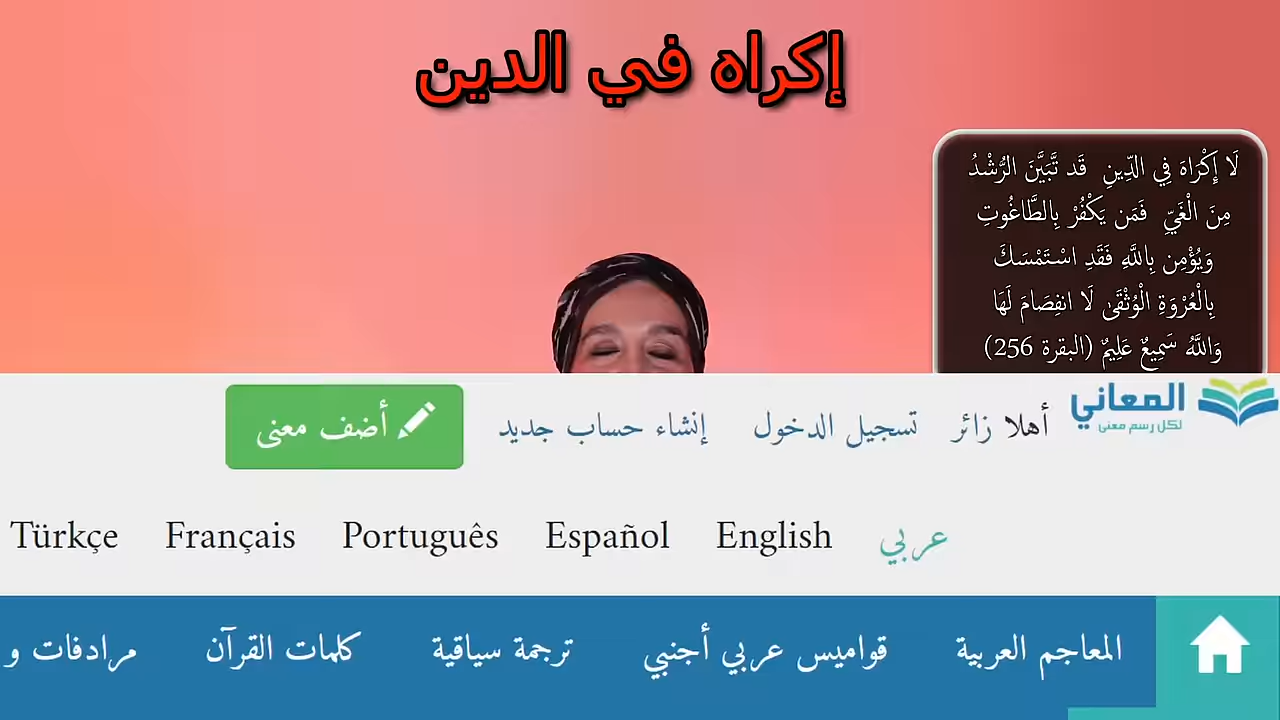 إكراه في الدين
لَا إِكْرَاهَ فِي الدِّينِ قَد تَّبَيَّنَ الرُّشْدُ
مِنَ الْغَيِّ فَمَن يَكْفُرْ بِالطَّاغُوتِ
وَيُؤْمِن بِاللَّهِ فَقَدِ اسْتَمْسَكَ
بِالْعُرْوَةِ الْوُثْقَىٰ لَا انفِصَامَ لَهَا
وَاللَّهُ سَمِيعٌ عَلِيمٌ (البقرة 256)
المعاني
لكل رسم معنى
أهلا زائر تسجيل الدخول إنشاء حساب جديد أضف معنى
عربي English Español Português Français Türkçe
المعاجم العربية قواميس عربي أجنبي ترجمة سياقية كلمات القرآن مرادفات و